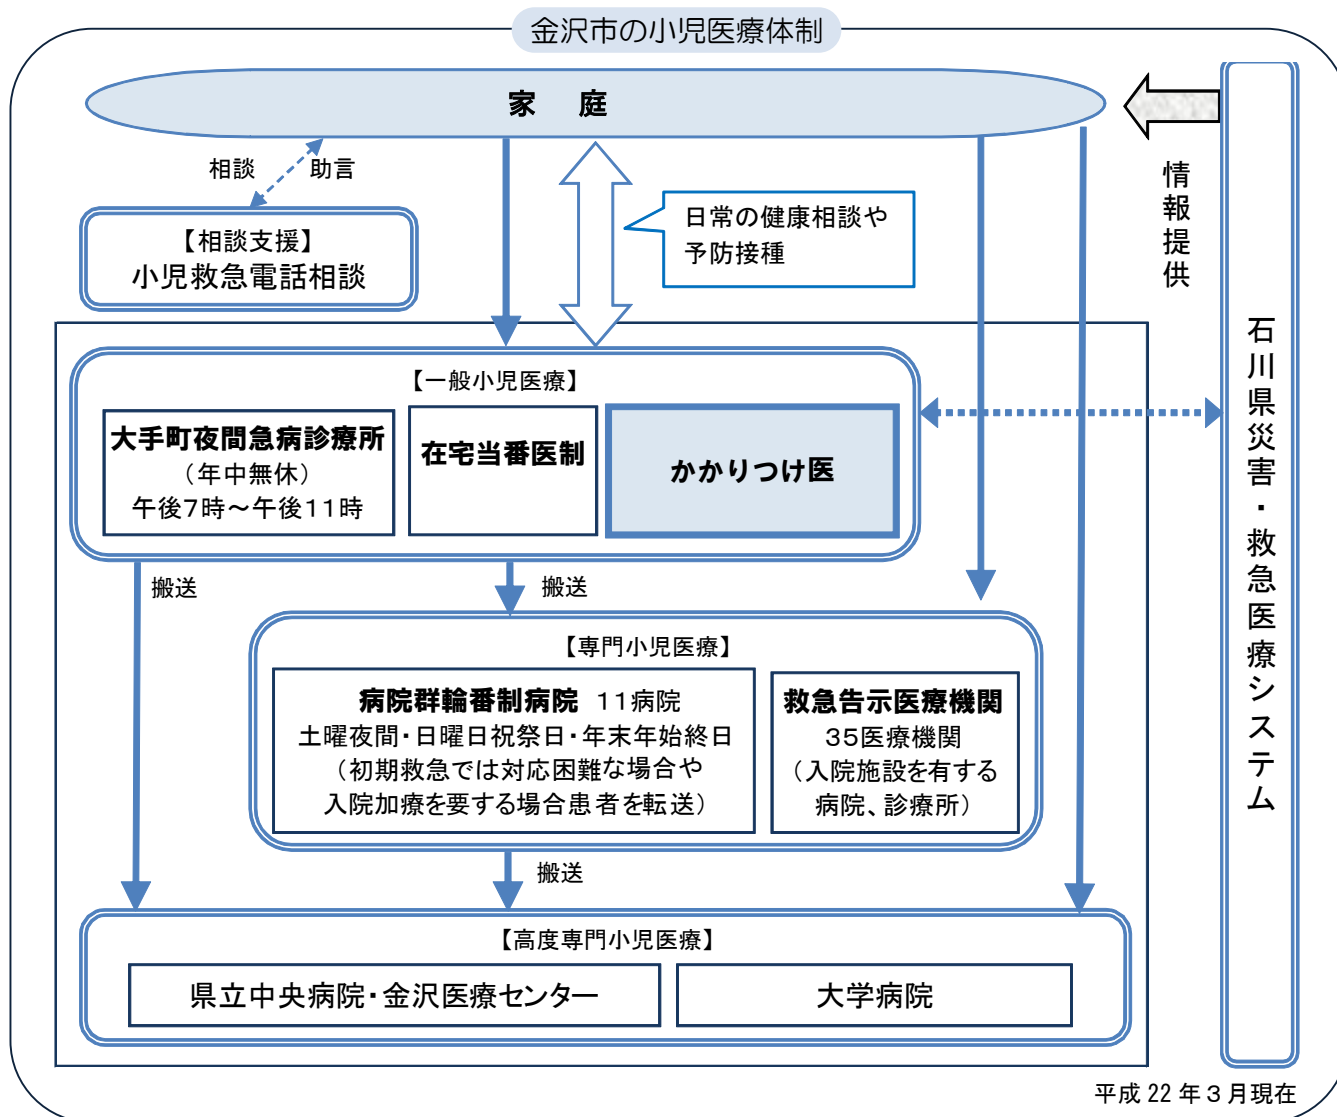 金沢市の小児医療体制
家 庭
相談
助言
【相談支援】
小児救急電話相談
日常の健康相談や
予防接種
情報提供
石川県災害・救急医療システム
【一般小児医療】
大手町夜間急病診療所
（年中無休）
午後7時～午後11時
在宅当番医制
かかりつけ医
搬送
搬送
【専門小児医療】
病院群輪番制病院 11病院
土曜夜間・日曜日祝祭日・年末年始終日
（初期救急では対応困難な場合や
入院加療を要する場合患者を転送）
救急告示医療機関
35医療機関
（入院施設を有する
病院、診療所）
搬送
【高度専門小児医療】
県立中央病院・金沢医療センター
大学病院
平成 22 年 3 月現在